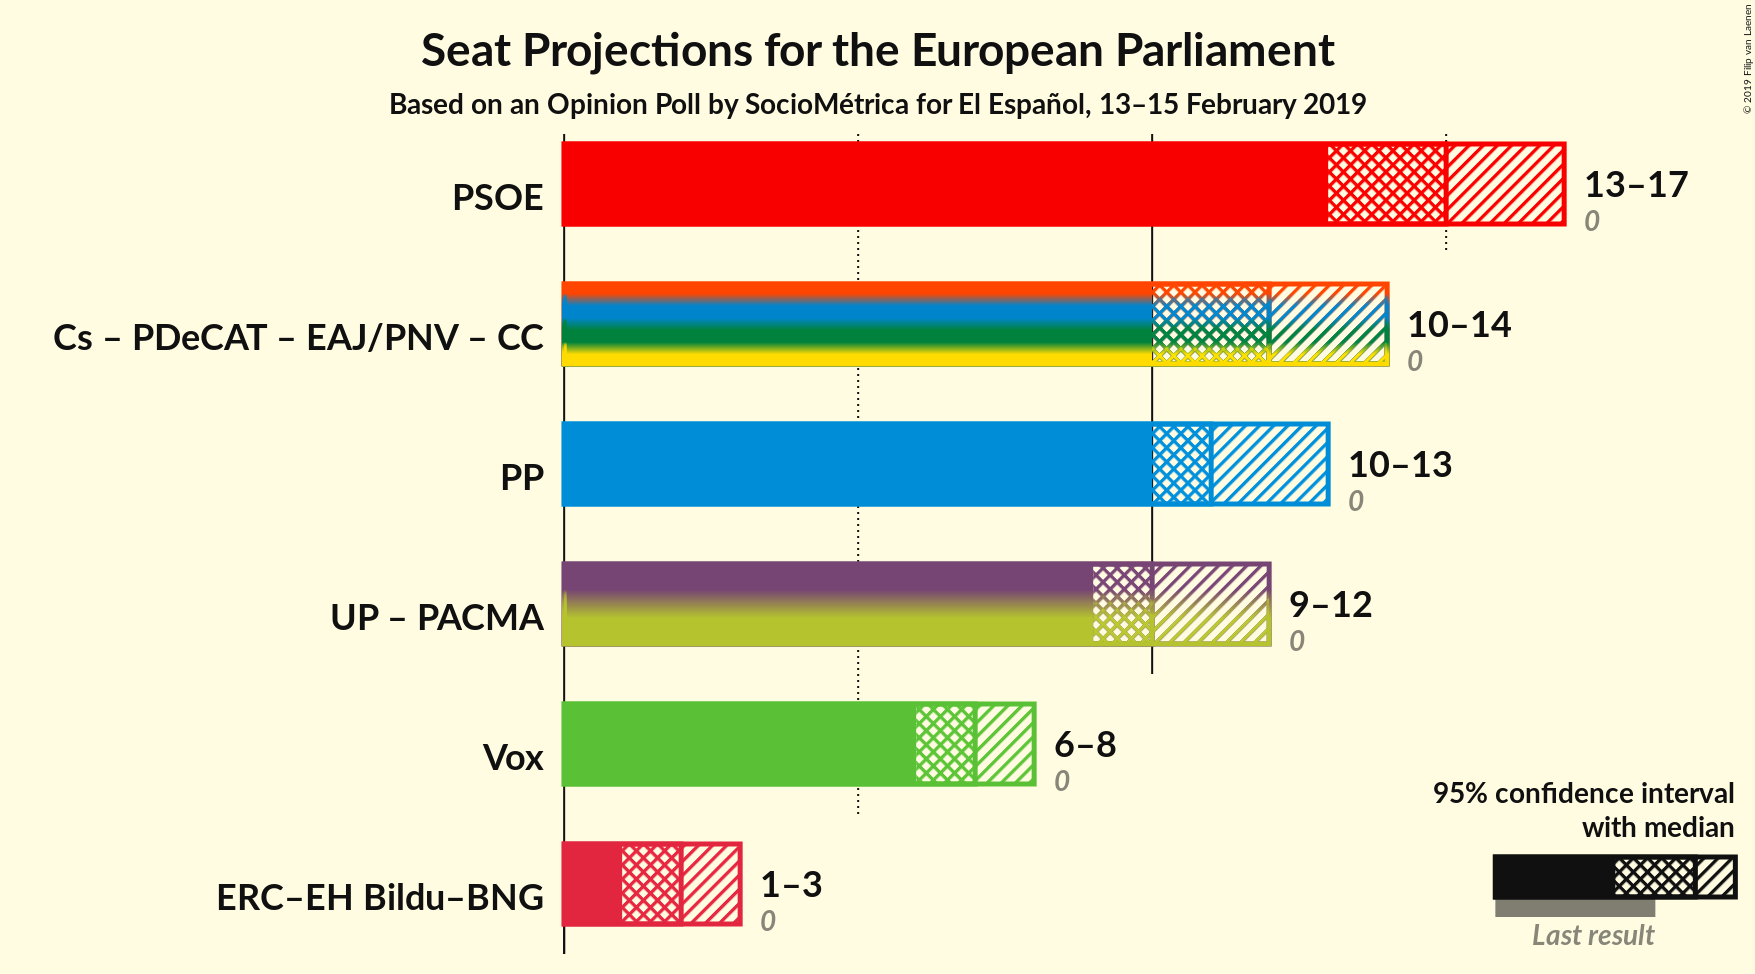 Seat Projections for the European Parliament
Based on an Opinion Poll by SocioMétrica for El Español, 13–15 February 2019
© 2019 Filip van Laenen
PSOE
13–17
0
Cs – PDeCAT – EAJ/PNV – CC
10–14
0
PP
10–13
0
UP – PACMA
9–12
0
Vox
6–8
0
ERC–EH Bildu–BNG
1–3
0
95% confidence interval
with median
Last result